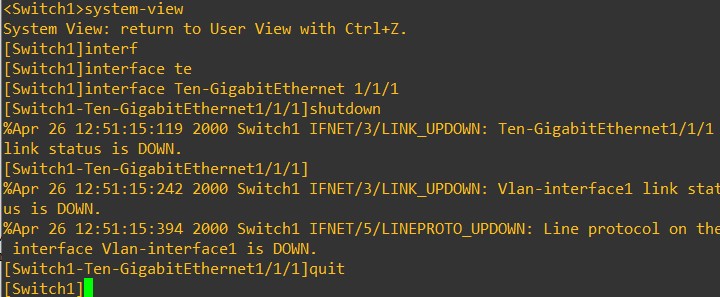 <Switch1>system-view
System View: return to User View with Ctrl+Z.
[Switch1]interf
[Switch1]interface te
[Switch1]interface Ten-GigabitEthernet 1/1/1
[Switch1-Ten-GigabitEthernet1/1/1]shutdown
%Apr 26 12:51:15:119 2000 Switch1 IFNET/3/LINK_UPDOWN: Ten-GigabitEthernet1/1/1
link status is DOWN.
[Switch1-Ten-GigabitEthernet1/1/1]
%Apr 26 12:51:15:242 2000 Switch1 IFNET/3/LINK_UPDOWN: Vlan-interface1 link stat
us is DOWN.
%Apr 26 12:51:15:394 2000 Switch1 IFNET/5/LINEPROTO_UPDOWN: Line protocol on the
 interface Vlan-interface1 is DOWN.
[Switch1-Ten-GigabitEthernet1/1/1]quit
[Switch1]